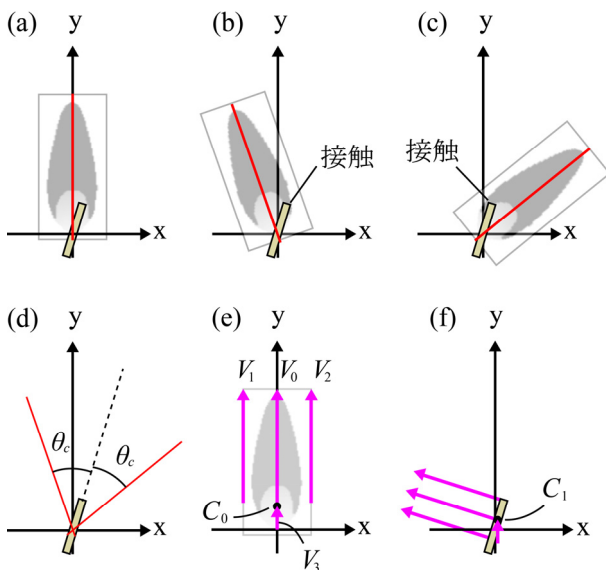 (a)
y
x
(b)
y
接触
x
(c)
y
接触
x
(d)
y
θc
θc
x
(e)
y
V1
V0
V2
C0
V3
x
(f)
y
C1
x